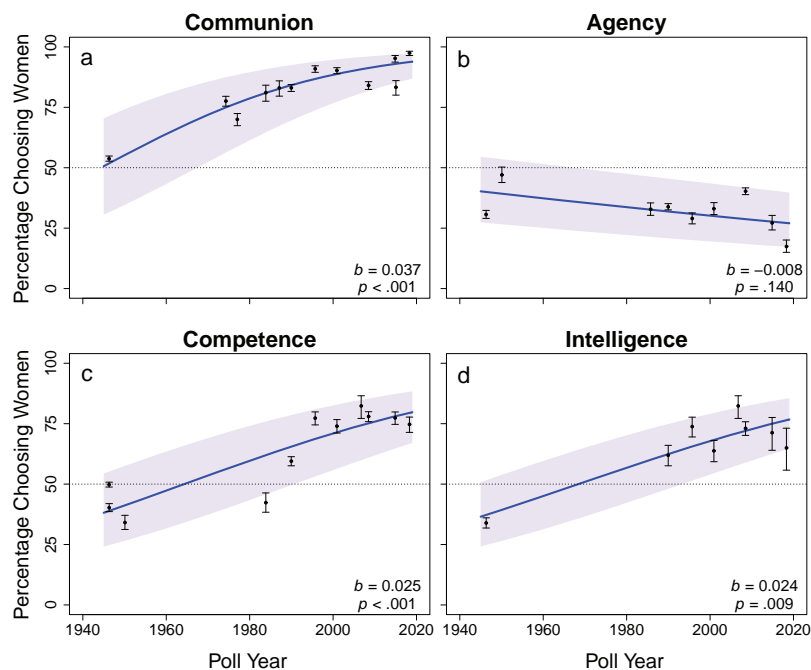 Communion
Agency
a
b
Percentage Choosing Women
100
75
50
25
0
b = 0.037
p < .001
b = −0.008
p = .140
Competence
Intelligence
c
d
Percentage Choosing Women
100
75
50
25
0
b = 0.025
p < .001
b = 0.024
p = .009
1940 1960 1980 2000 2020
1940 1960 1980 2000 2020
Poll Year
Poll Year